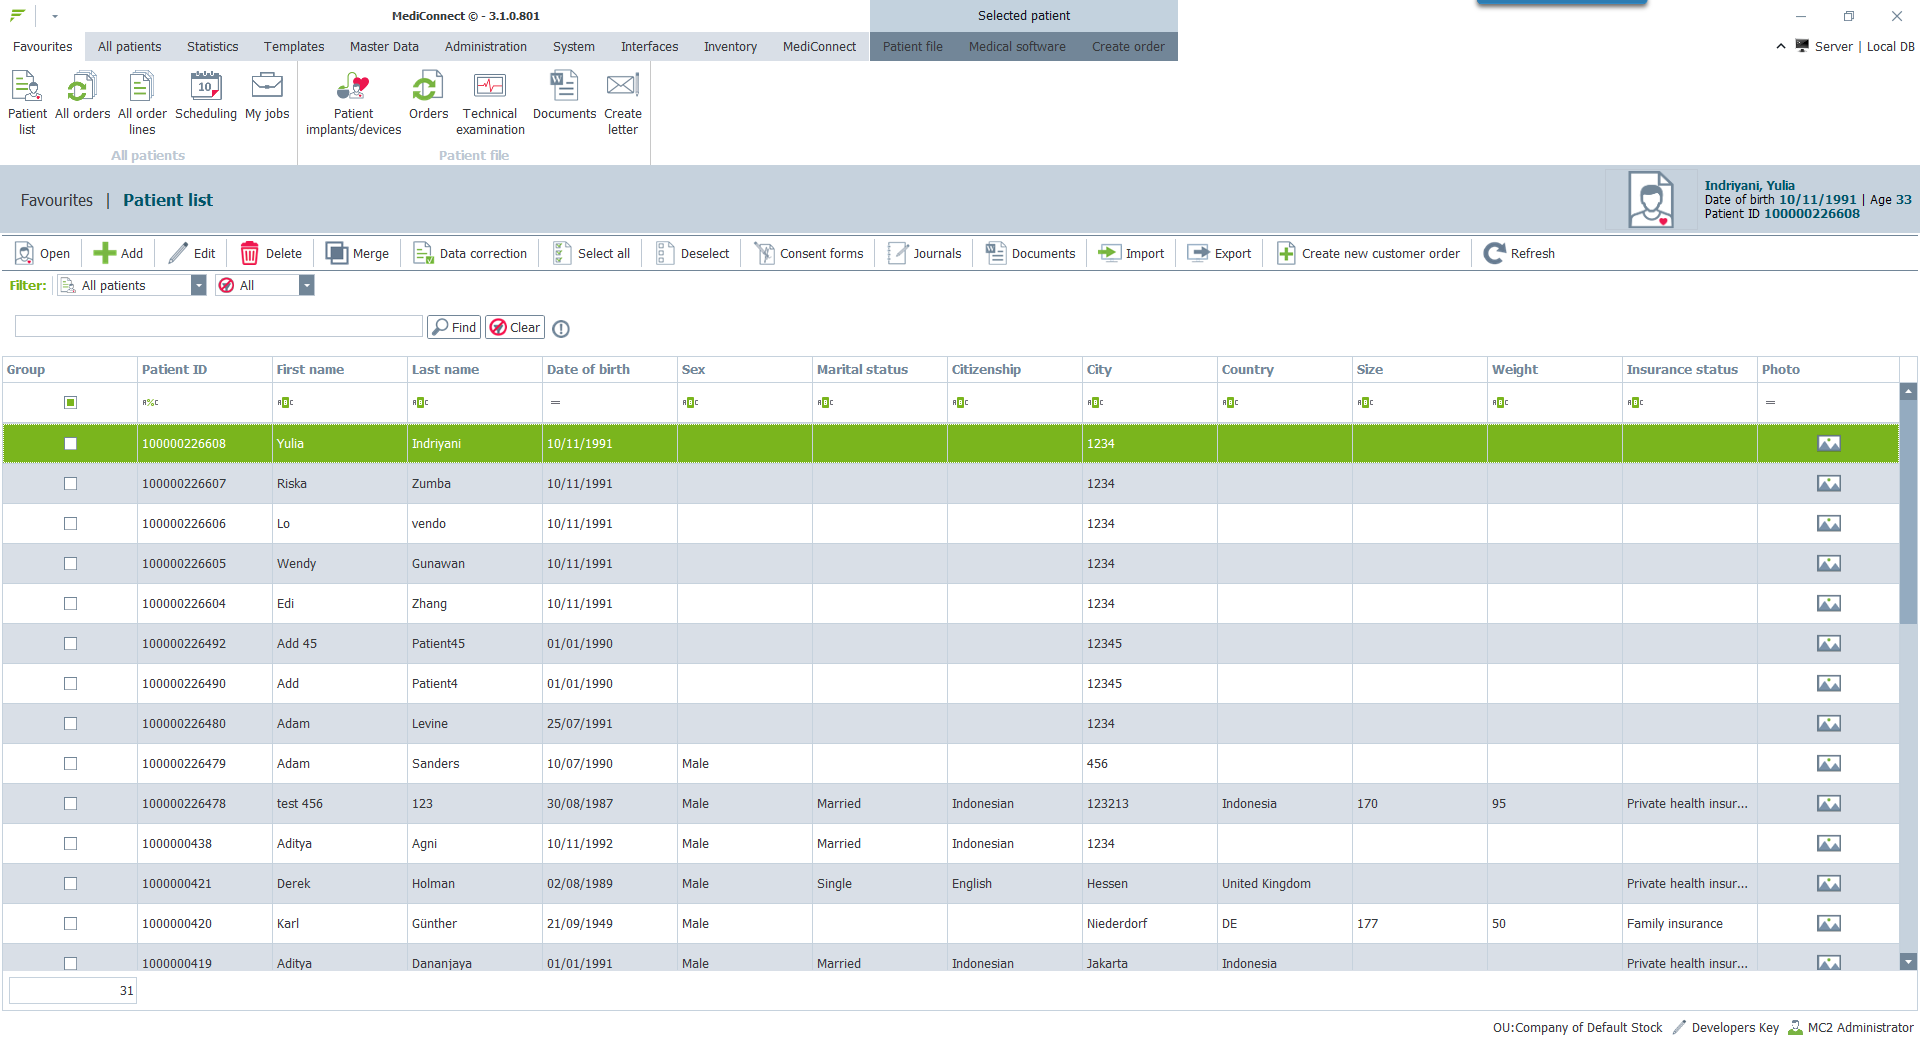 MediConnect © - 3.1.0.801
Selected patient
Favourites All patients Statistics Templates Master Data Administration System Interfaces Inventory MediConnect Patient file Medical software Create order
Server | Local DB
Patient list
All orders
All order lines
Scheduling
My jobs
Patient implants/devices
Orders
Technical examination
Documents
Create letter
All patients
Patient file
Favourites | Patient list
Indriyani, Yulia
Date of birth 10/11/1991 | Age 33
Patient ID 100000226608
Open Add Edit Delete Merge Data correction Select all Deselect Consent forms Journals Documents Import Export Create new customer order Refresh
Filter: All patients All
Find Clear
Group Patient ID First name Last name Date of birth Sex Marital status Citizenship City Country Size Weight Insurance status Photo
100000226608 Yulia Indriyani 10/11/1991 1234
100000226607 Riska Zumba 10/11/1991 1234
100000226606 Lo vendo 10/11/1991 1234
100000226605 Wendy Gunawan 10/11/1991 1234
100000226604 Edi Zhang 10/11/1991 1234
100000226492 Add 45 Patient45 01/01/1990 12345
100000226490 Add Patient4 01/01/1990 12345
100000226480 Adam Levine 25/07/1991 1234
100000226479 Adam Sanders 10/07/1990 Male 456
100000226478 test 456 123 30/08/1987 Male Married Indonesian 123213 Indonesia 170 95 Private health insur...
1000000438 Aditya Agni 10/11/1992 Male Married Indonesian 1234
1000000421 Derek Holman 02/08/1989 Male Single English Hessen United Kingdom Private health insur...
1000000420 Karl Günther 21/09/1949 Male Niederdorf DE 177 50 Family insurance
1000000419 Aditya Dananjaya 01/01/1991 Male Married Indonesian Jakarta Indonesia Private health insur...
31
OU:Company of Default Stock Developers Key MC2 Administrator